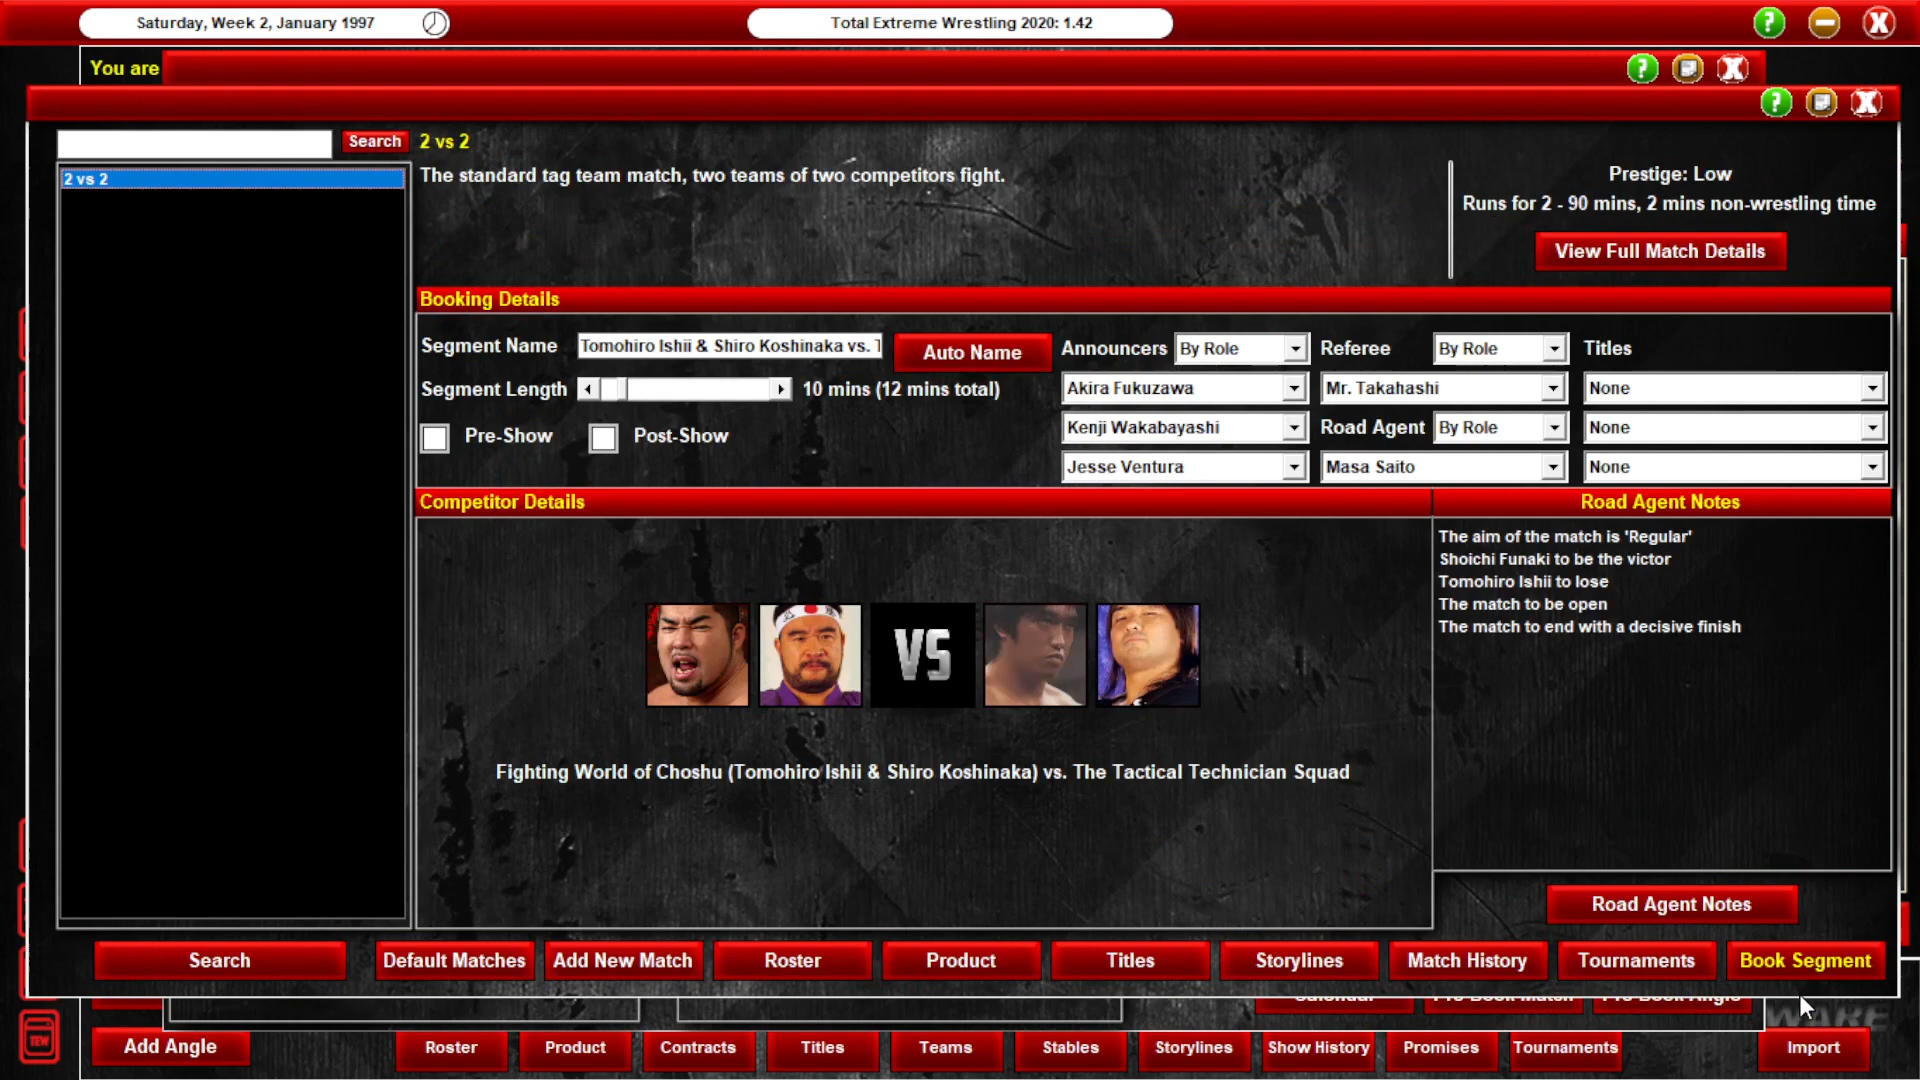 Saturday, Week 2, January 1997
Total Extreme Wrestling 2020: 1.42
You are
Search
2 vs 2
2 vs 2
The standard tag team match, two teams of two competitors fight.
Prestige: Low
Runs for 2 - 90 mins, 2 mins non-wrestling time
View Full Match Details
Booking Details
Segment Name
Tomohiro Ishii & Shiro Koshinaka vs.
Auto Name
Announcers
By Role
Referee
By Role
Titles
Segment Length
10 mins (12 mins total)
Akira Fukuzawa
Mr. Takahashi
None
Pre-Show
Post-Show
Kenji Wakabayashi
Road Agent
By Role
None
Jesse Ventura
Masa Saito
None
Competitor Details
Road Agent Notes
The aim of the match is 'Regular'
Shoichi Funaki to be the victor
Tomohiro Ishii to lose
The match to be open
The match to end with a decisive finish
VS
Fighting World of Choshu (Tomohiro Ishii & Shiro Koshinaka) vs. The Tactical Technician Squad
Road Agent Notes
Search
Default Matches
Add New Match
Roster
Product
Titles
Storylines
Match History
Tournaments
Book Segment
Calendar
Pre-Book Match
Pre-Book Angle
WARE
TEW
Add Angle
Roster
Product
Contracts
Titles
Teams
Stables
Storylines
Show History
Promises
Tournaments
Import